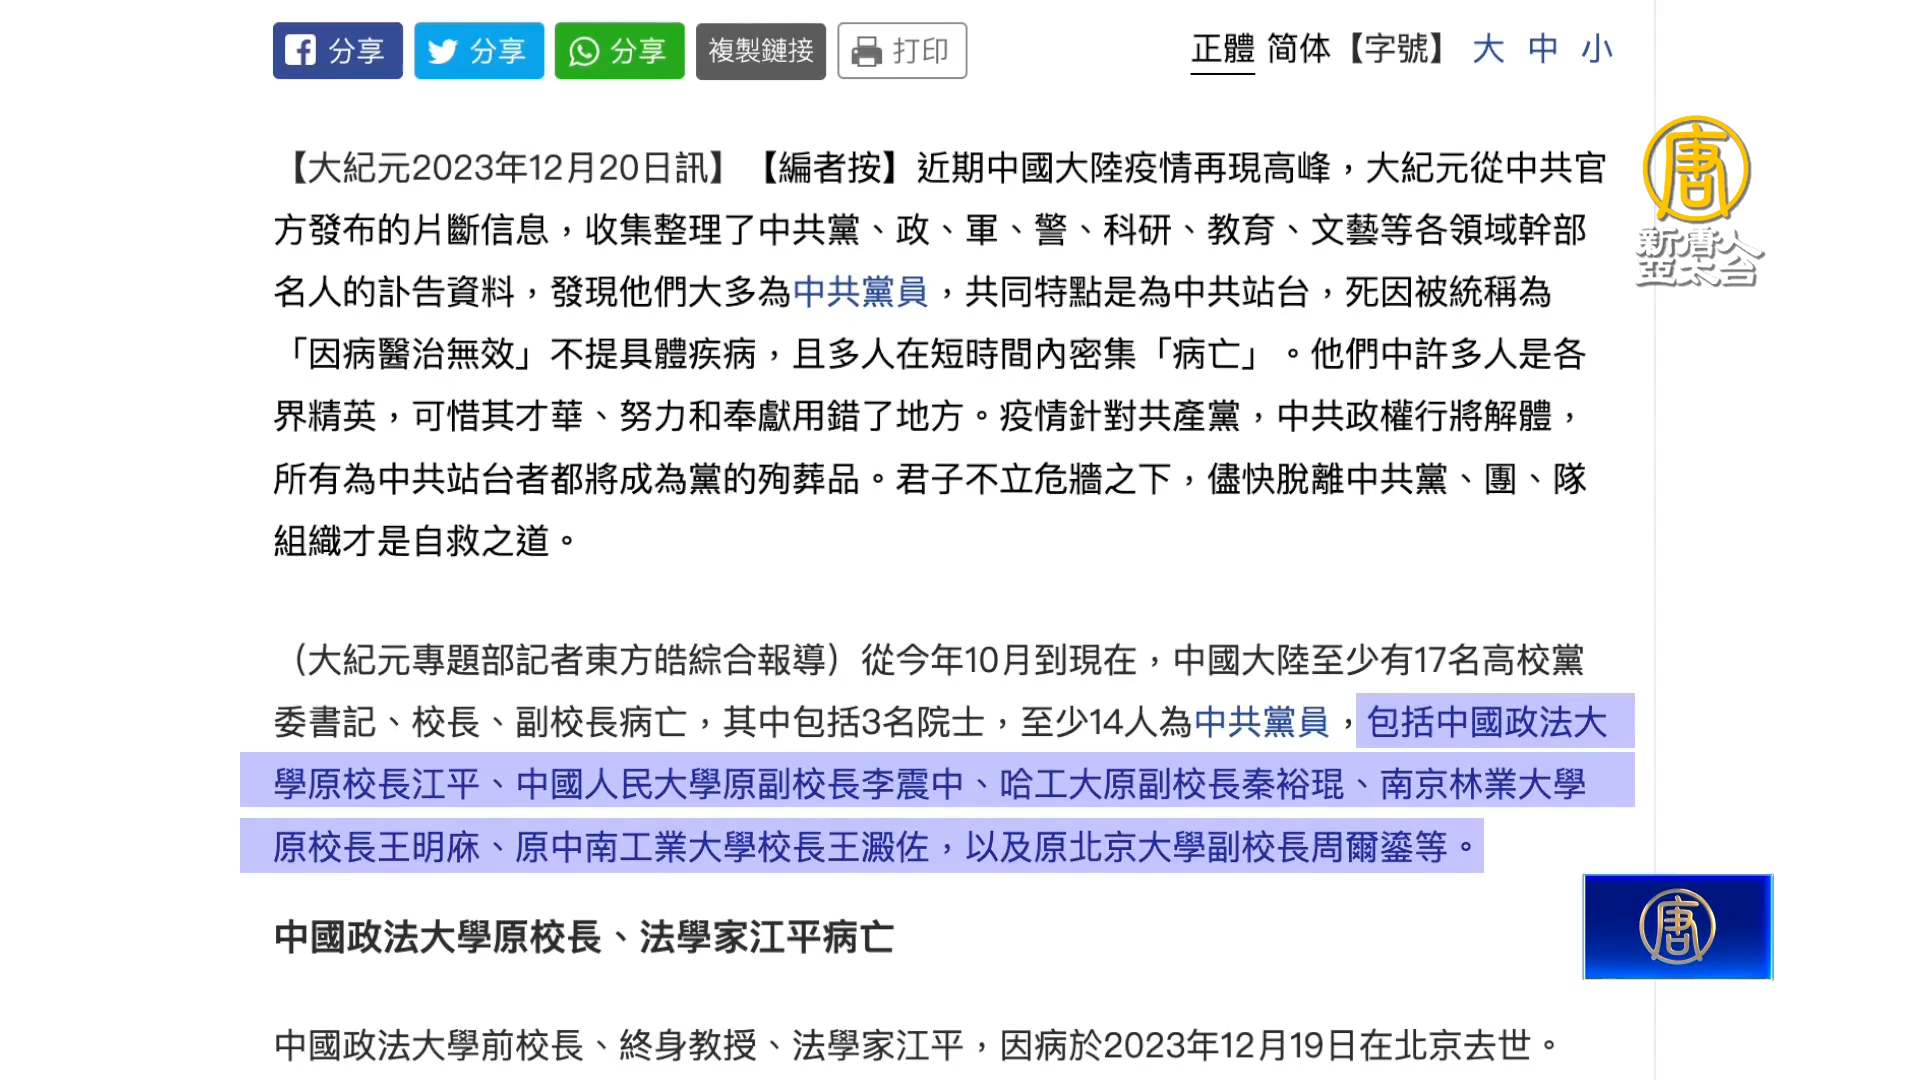 分享 分享 分享 複製鏈接 打印 正體 简体【字號】 大 中 小
【大紀元2023年12月20日訊】【編者按】近期中國大陸疫情再現高峰，大紀元從中共官
方發布的片斷信息，收集整理了中共黨、政、軍、警、科研、教育、文藝等各領域幹部
名人的訃告資料，發現他們大多為中共黨員，共同特點是為中共站台，死因被統稱為
「因病醫治無效」不提具體疾病，且多人在短時間內密集「病亡」。他們中許多人是各
界精英，可惜其才華、努力和奉獻用錯了地方。疫情針對共產黨，中共政權行將解體，
所有為中共站台者都將成為黨的殉葬品。君子不立危牆之下，儘快脫離中共黨、團、隊
組織才是自救之道。
（大紀元專題部記者東方皓綜合報導）從今年10月到現在，中國大陸至少有17名高校黨
委書記、校長、副校長病亡，其中包括3名院士，至少14人為中共黨員，包括中國政法大
學原校長江平、中國人民大學原副校長李震中、哈工大原副校長秦裕琨、南京林業大學
原校長王明庥、原中南工業大學校長王澱佐，以及原北京大學副校長周爾鎏等。
中國政法大學原校長、法學家江平病亡
中國政法大學前校長、終身教授、法學家江平，因病於2023年12月19日在北京去世。
唐
新唐人
亞太台
唐